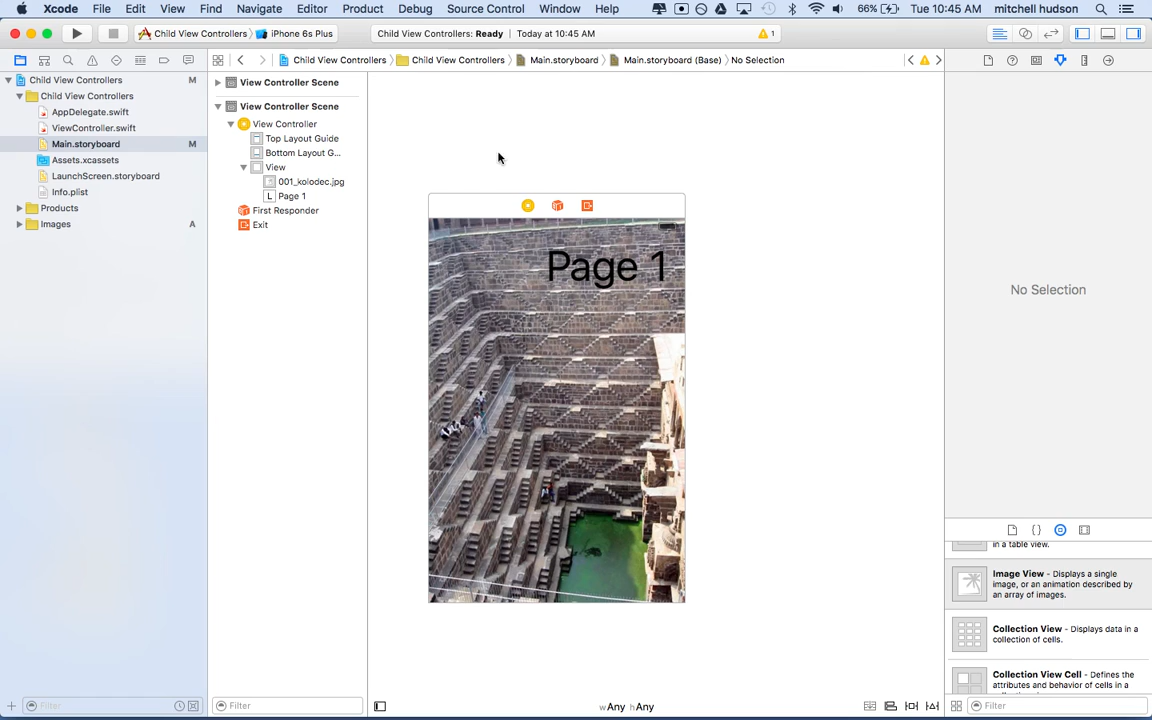 Xcode File Edit View Find Navigate Editor Product Debug Source Control Window Help 66% Tue 10:45 AM mitchell hudson
Child View Controllers iPhone 6s Plus Child View Controllers: Ready Today at 10:45 AM 1
Child View Controllers Child View Controllers Main.storyboard Main.storyboard (Base) No Selection
Child View Controllers M
Child View Controllers
AppDelegate.swift
ViewController.swift
Main.storyboard M
Assets.xcassets
LaunchScreen.storyboard
Info.plist
Products
Images A
View Controller Scene
View Controller Scene
View Controller
Top Layout Guide
Bottom Layout G...
View
001_kolodec.jpg
L Page 1
First Responder
Exit
Page 1
No Selection
in a table view.
Image View - Displays a single
image, or an animation described by
an array of images.
Collection View - Displays data in a
collection of cells.
Collection View Cell - Defines the
attributes and behavior of cells in a
Filter
Filter
wAny hAny
Filter